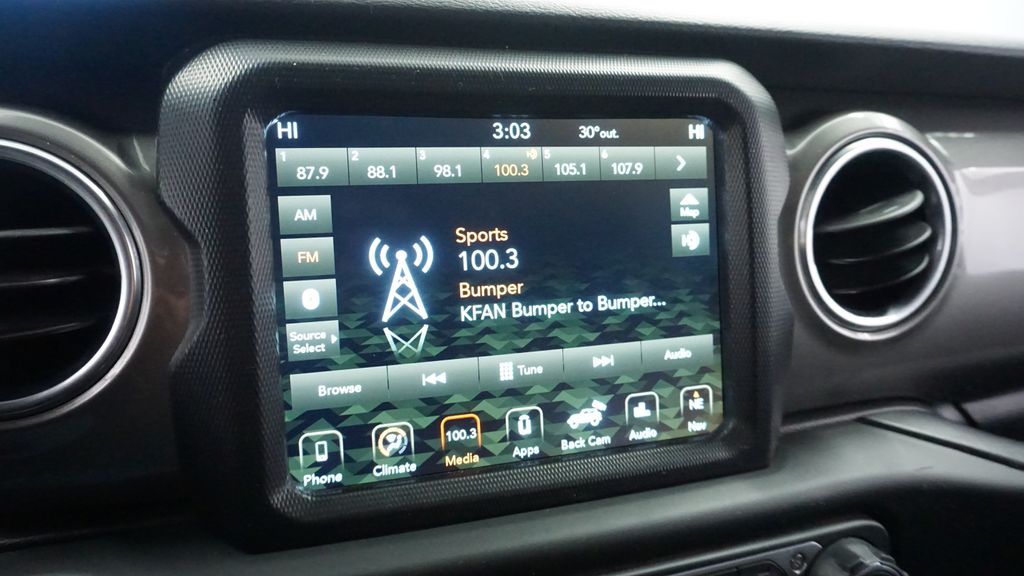 HI 3:03 30° out. HI
1 87.9 2 88.1 3 98.1 4 100.3 5 105.1 6 107.9
AM
Map
FM
Sports
100.3
Bumper
KFAN Bumper to Bumper...
Source
Select
Browse Tune Audio
Phone Climate 100.3 Media Apps Back Cam Audio NE Nav